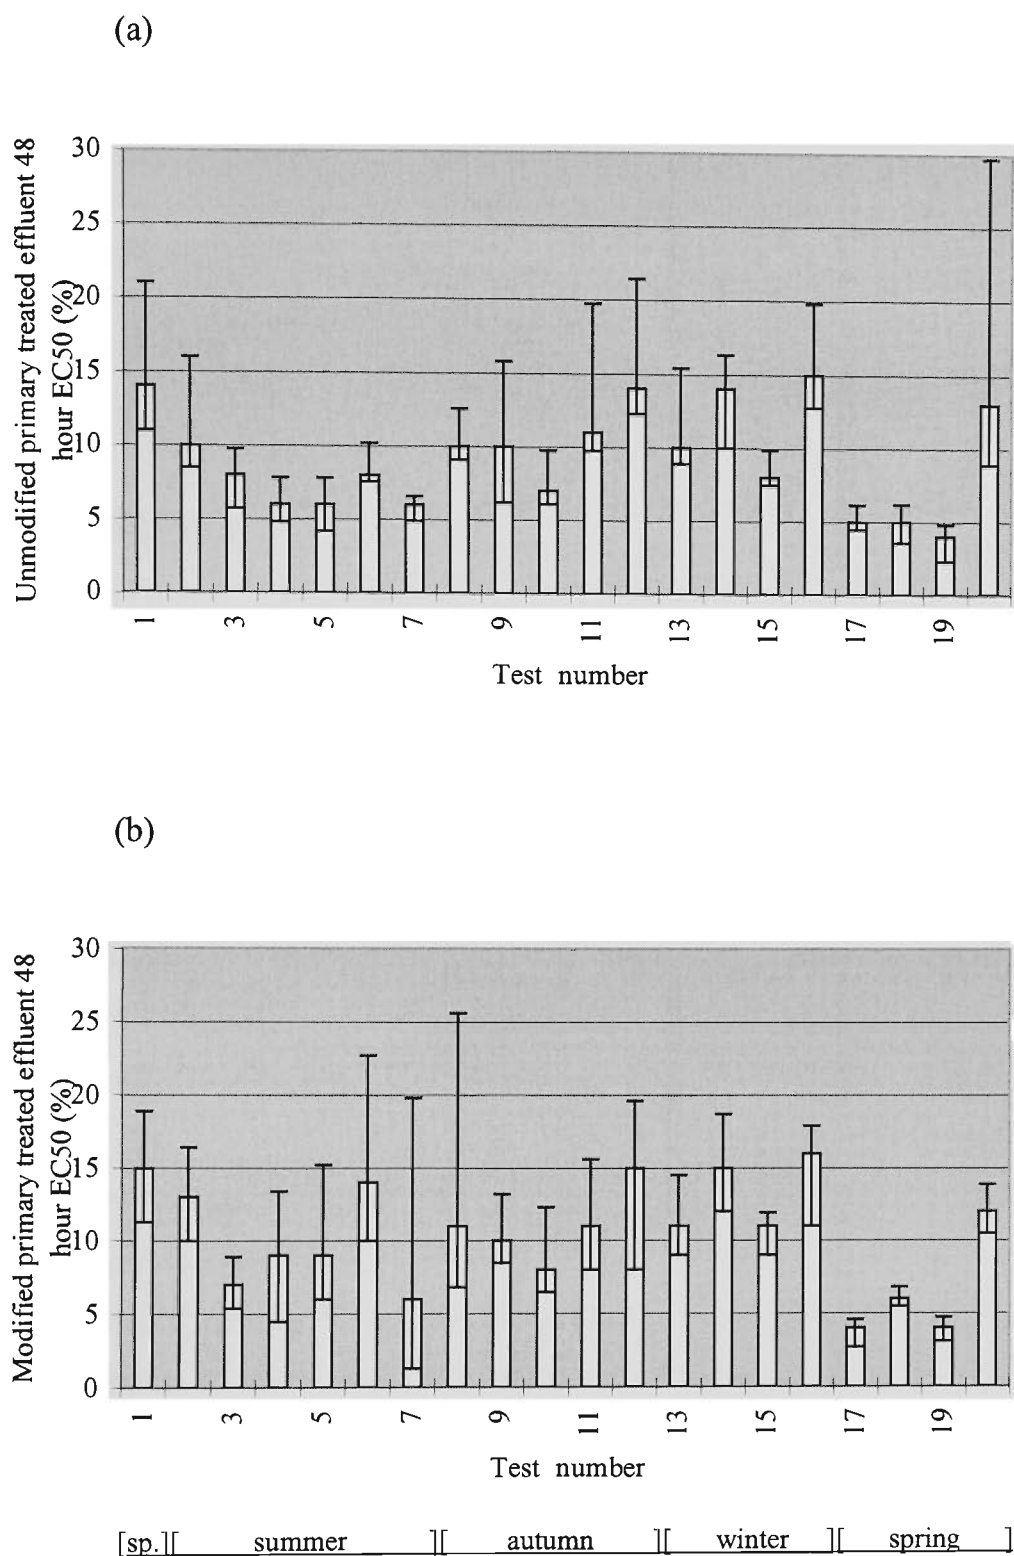 (a)
Unmodified primary treated effluent 48
hour EC50 (%)
30
25
20
15
10
5
0
1 3 5 7 9 11 13 15 17 19
Test number
(b)
Modified primary treated effluent 48
hour EC50 (%)
30
25
20
15
10
5
0
1 3 5 7 9 11 13 15 17 19
Test number
[sp.][ summer ][ autumn ][ winter ][ spring ]